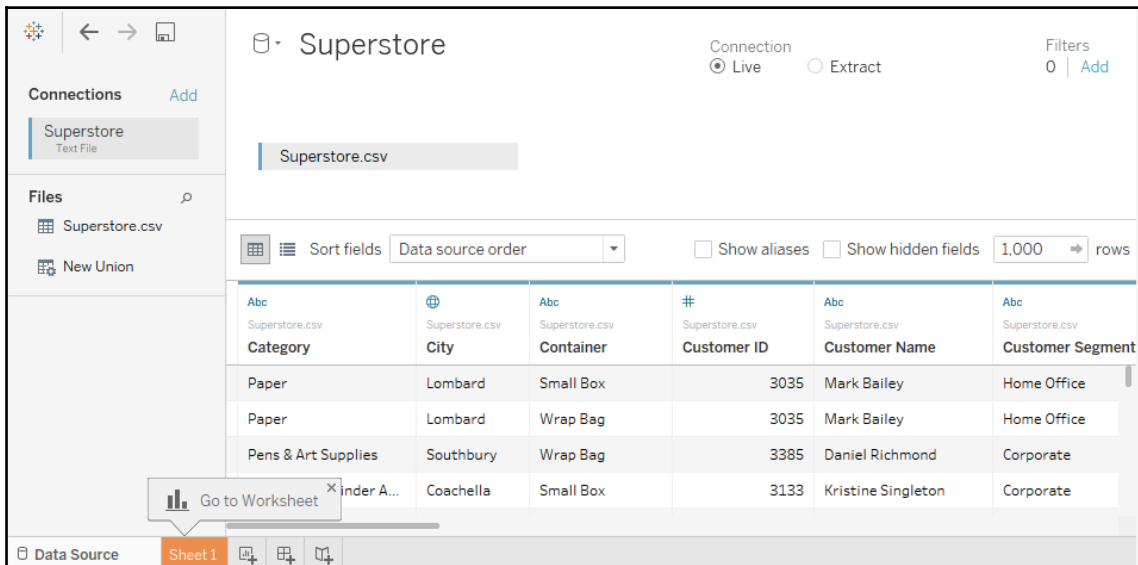 Superstore
Connection
Live
Extract
Filters
0 | Add
Connections Add
Superstore
Text File
Superstore.csv
Files
Superstore.csv
New Union
Sort fields Data source order
Show aliases Show hidden fields 1,000 rows
Abc Abc # Abc Abc
Superstore.csv Superstore.csv Superstore.csv Superstore.csv Superstore.csv Superstore.csv
Category City Container Customer ID Customer Name Customer Segment
Paper Lombard Small Box 3035 Mark Bailey Home Office
Paper Lombard Wrap Bag 3035 Mark Bailey Home Office
Pens & Art Supplies Southbury Wrap Bag 3385 Daniel Richmond Corporate
inder A... Coachella Small Box 3133 Kristine Singleton Corporate
Go to Worksheet
Data Source Sheet 1